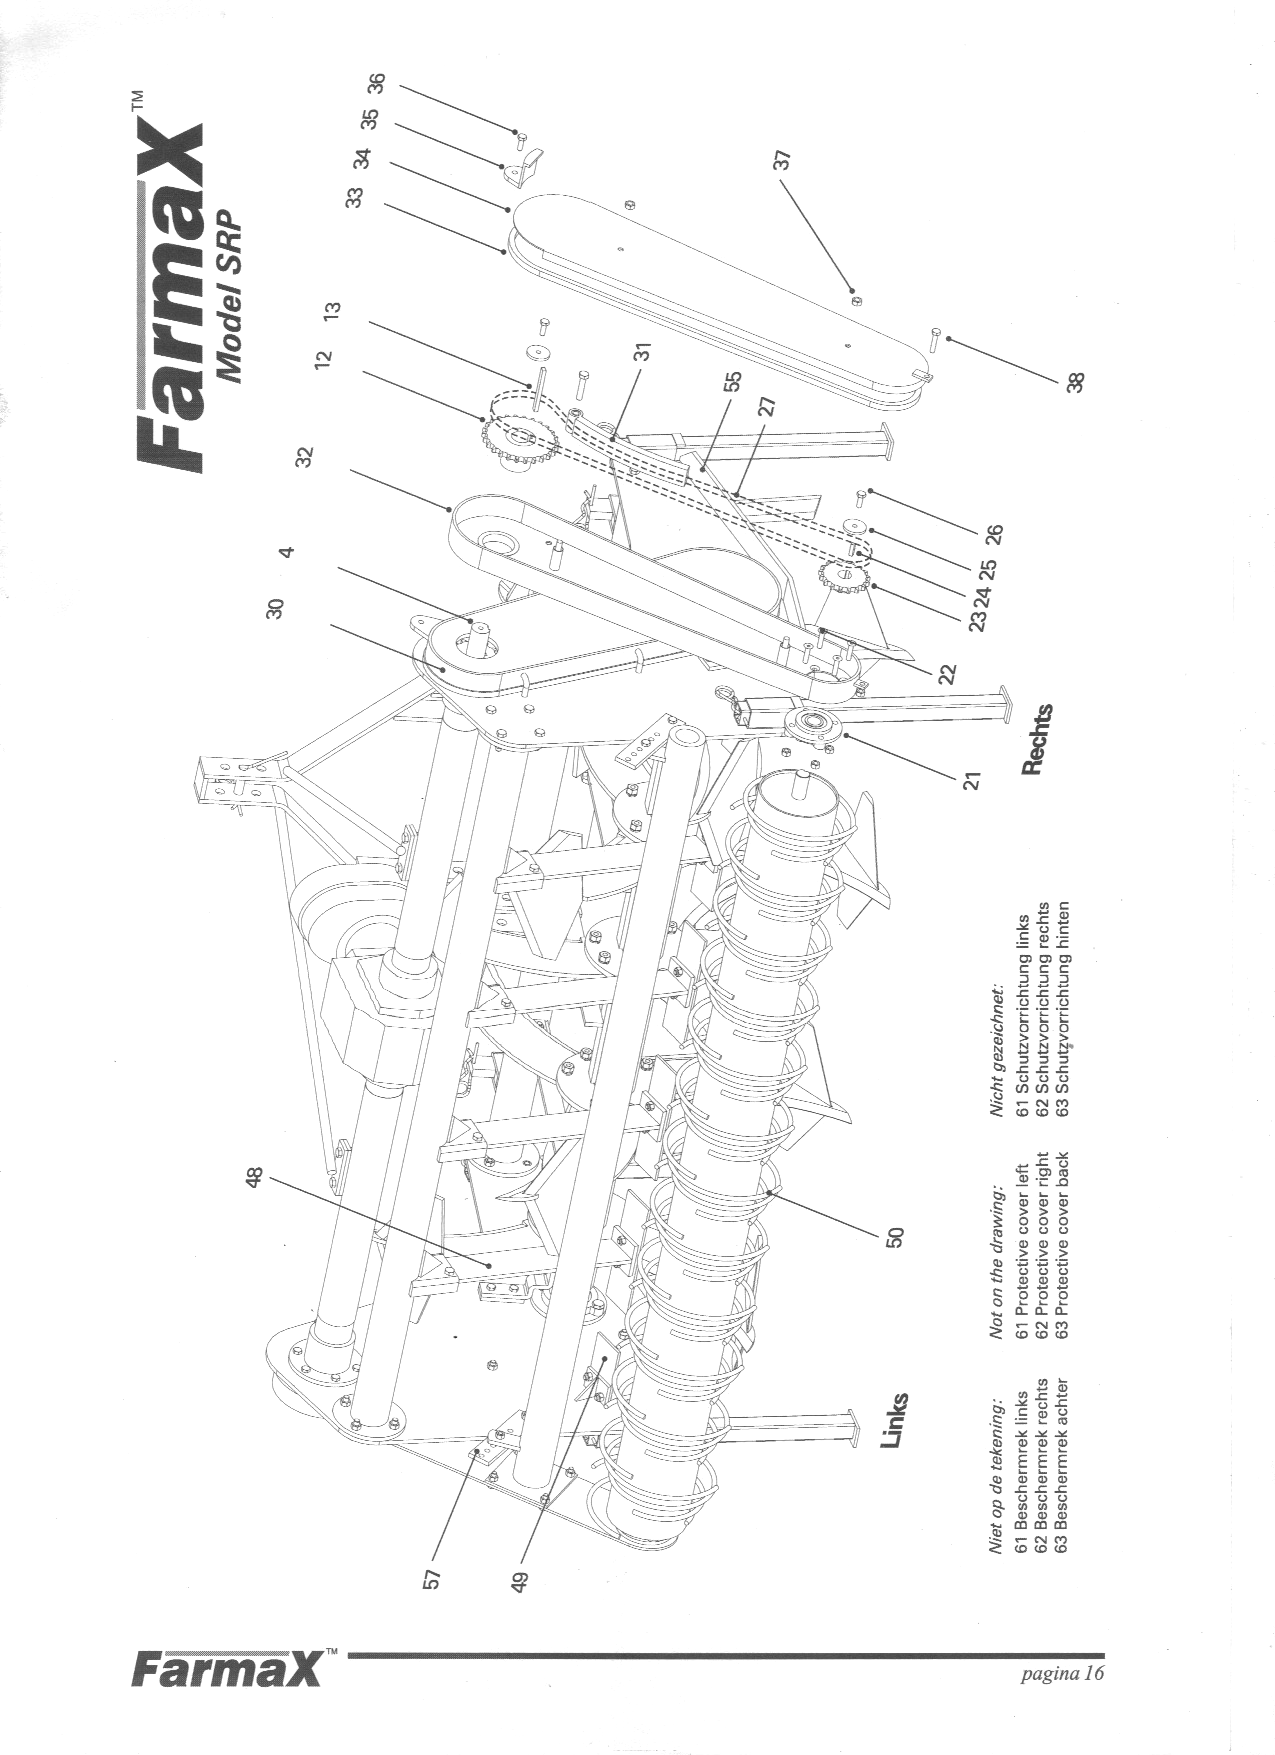 FarmaX™
Model SRP
36
35
34
33
37
13
12
31
38
32
55
27
4
30
26
25
24
23
22
21
Rechts
48
50
Links
57
49
Niet op de tekening:
61 Beschermrek links
62 Beschermrek rechts
63 Beschermrek achter
Not on the drawing:
61 Protective cover left
62 Protective cover right
63 Protective cover back
Nicht gezeichnet:
61 Schutzvorrichtung links
62 Schutzvorrichtung rechts
63 Schutzvorrichtung hinten
FarmaX™
pagina 16